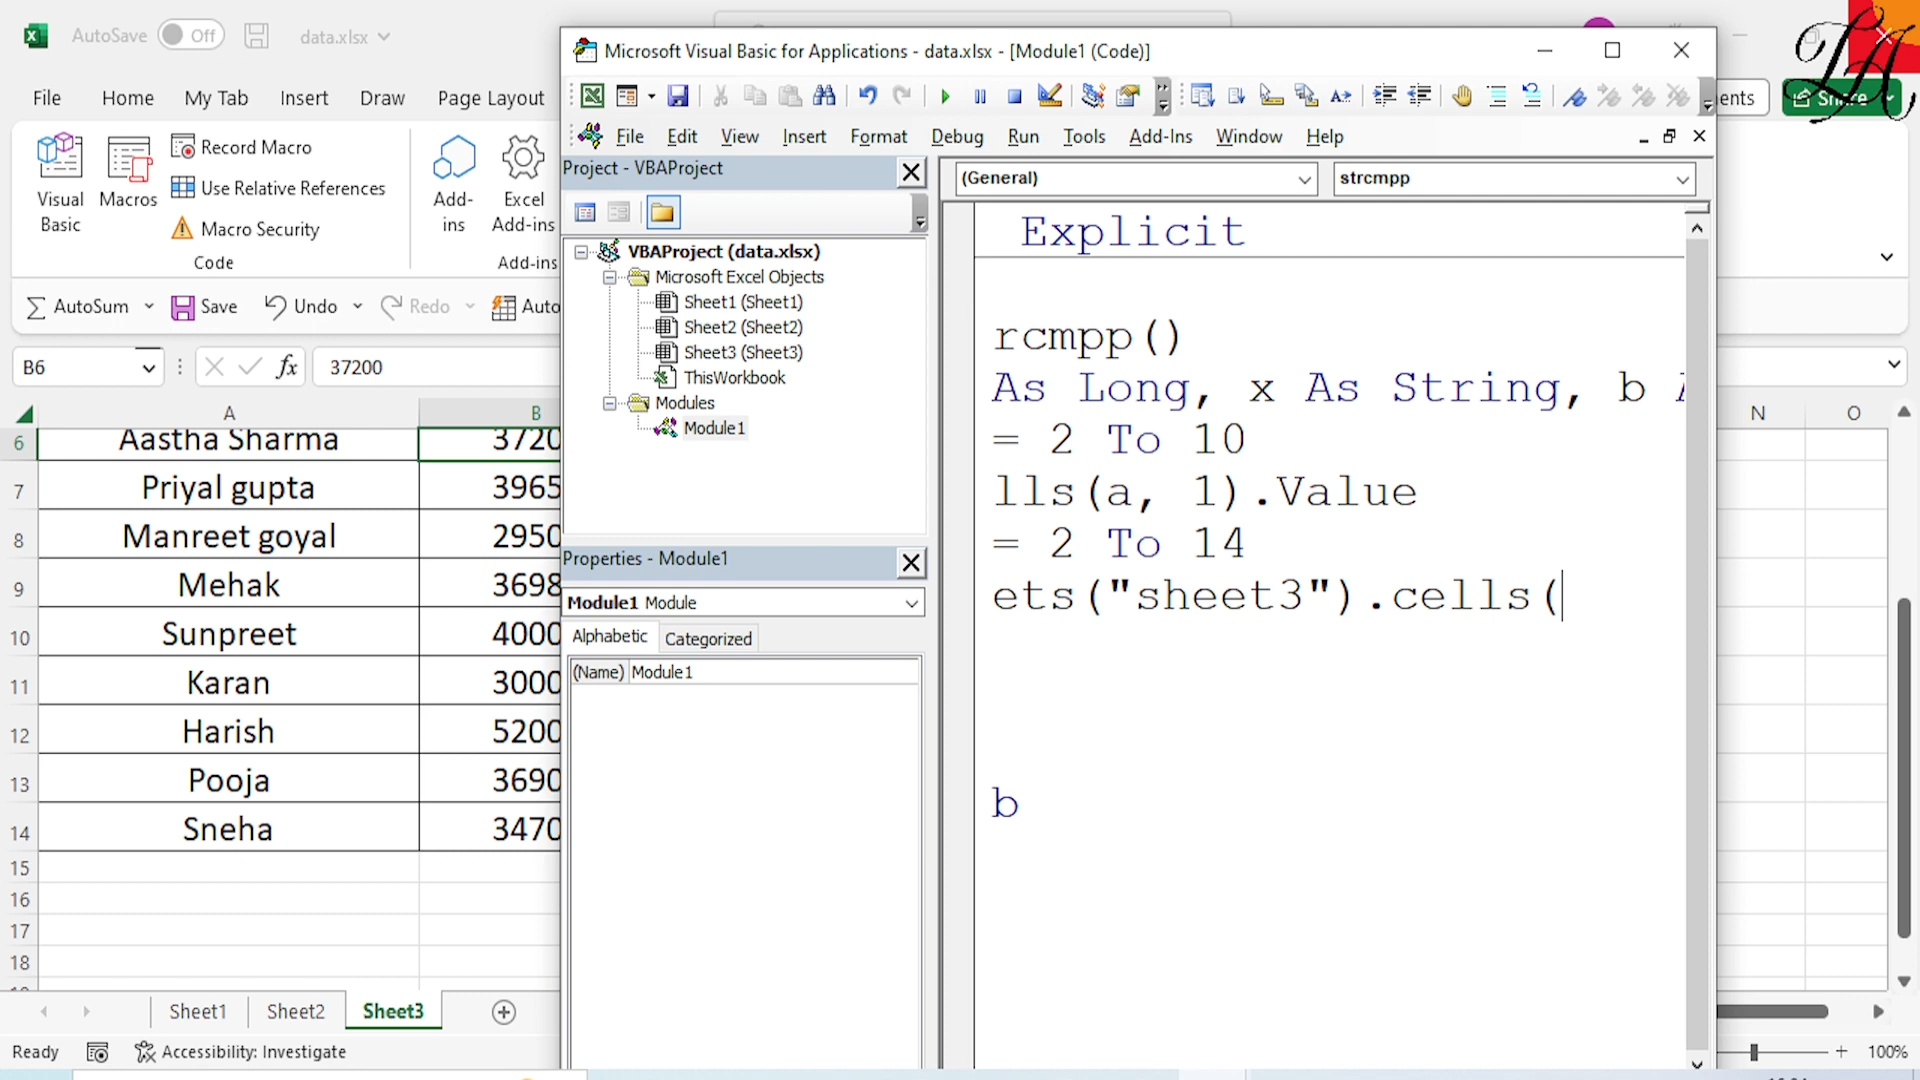 AutoSave Off data.xlsx
File Home My Tab Insert Draw Page Layout
Visual Basic
Macros
Record Macro
Use Relative References
Macro Security
Code
Add-ins
Excel Add-ins
Add-ins
AutoSum Save Undo Redo Auto
B6 fx 37200
A B N O
6 Aastha Sharma 3720
7 Priyal gupta 3965
8 Manreet goyal 2950
9 Mehak 3698
10 Sunpreet 4000
11 Karan 3000
12 Harish 5200
13 Pooja 3690
14 Sneha 3470
15
16
17
18
Sheet1 Sheet2 Sheet3
Ready Accessibility: Investigate 100%
Microsoft Visual Basic for Applications - data.xlsx - [Module1 (Code)]
File Edit View Insert Format Debug Run Tools Add-Ins Window Help
Project - VBAProject
VBAProject (data.xlsx)
Microsoft Excel Objects
Sheet1 (Sheet1)
Sheet2 (Sheet2)
Sheet3 (Sheet3)
ThisWorkbook
Modules
Module1
Properties - Module1
Module1 Module
Alphabetic Categorized
(Name) Module1
(General) strcmpp
Explicit
rcmpp()
As Long, x As String, b A
= 2 To 10
lls(a, 1).Value
= 2 To 14
ets("sheet3").cells(
b
ents Share